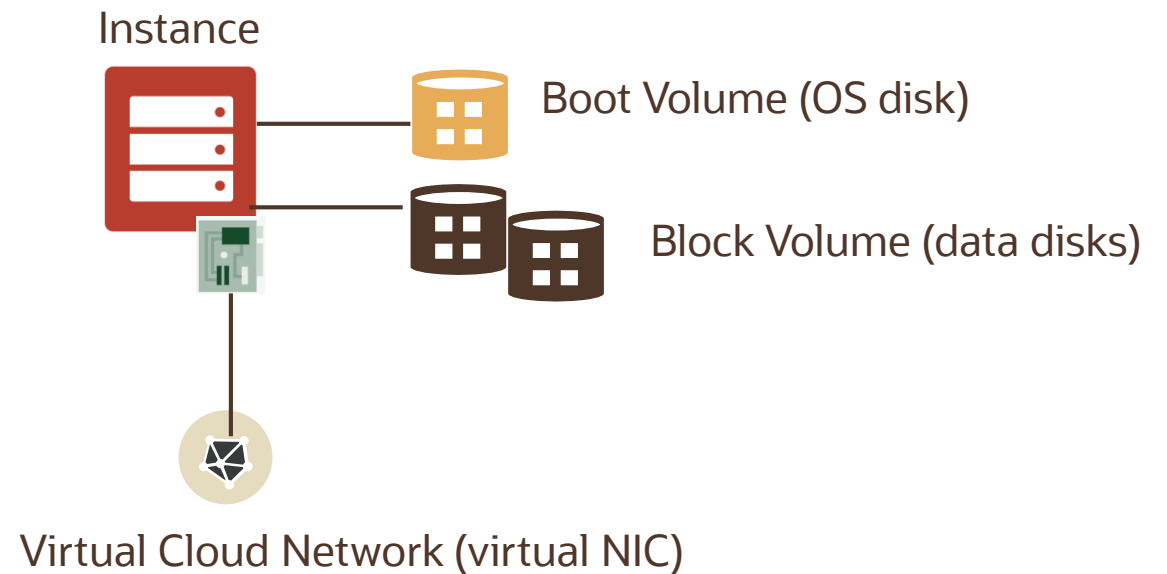 Instance
Boot Volume (OS disk)
Block Volume (data disks)
Virtual Cloud Network (virtual NIC)